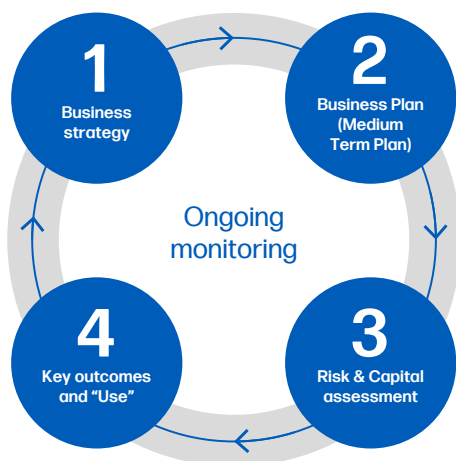 1
Business
strategy
2
Business Plan
(Medium
Term Plan)
Ongoing
monitoring
4
Key outcomes
and “Use”
3
Risk & Capital
assessment